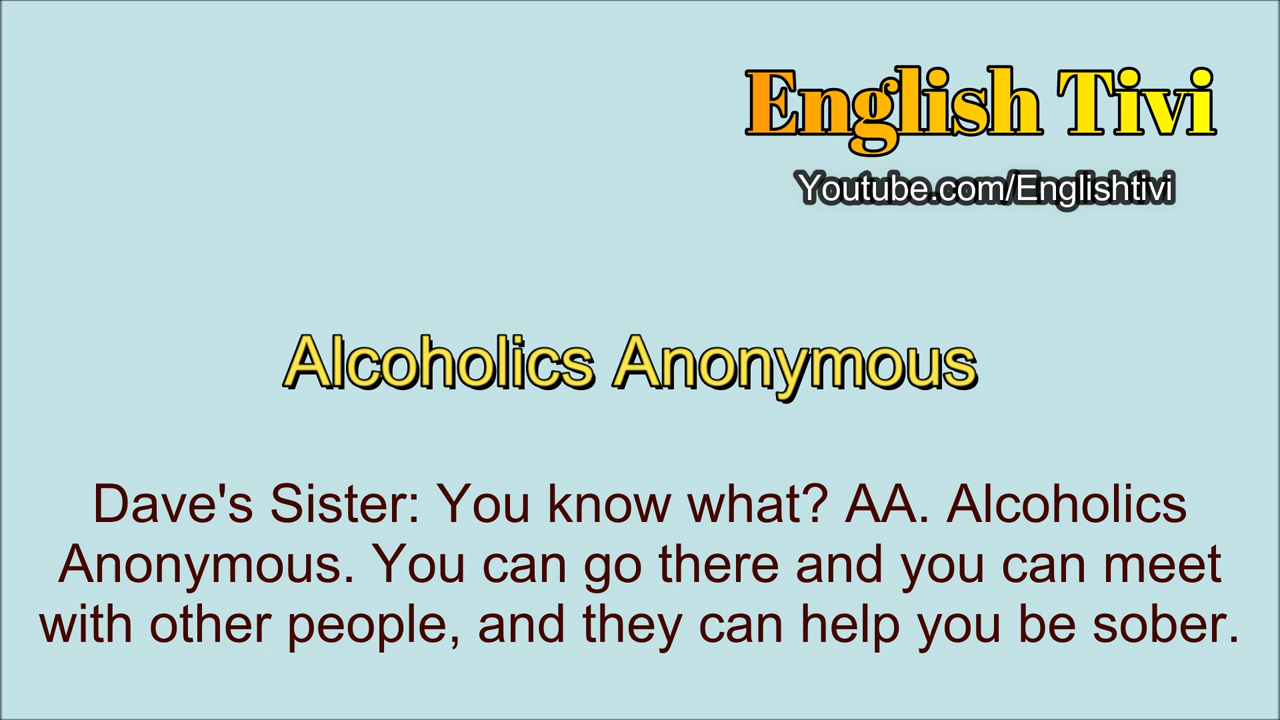 English Tivi
Youtube.com/Englishtivi
Alcoholics Anonymous
Dave's Sister: You know what? AA. Alcoholics
Anonymous. You can go there and you can meet
with other people, and they can help you be sober.